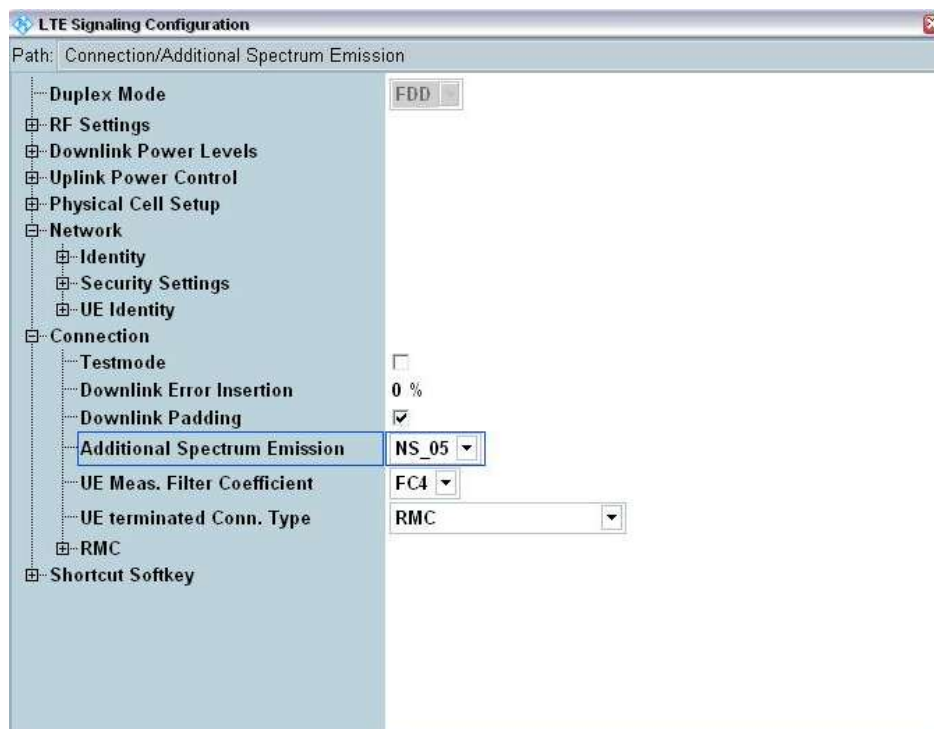 LTE Signaling Configuration
Path: Connection/Additional Spectrum Emission
Duplex Mode FDD
RF Settings
Downlink Power Levels
Uplink Power Control
Physical Cell Setup
Network
Identity
Security Settings
UE Identity
Connection
Testmode
Downlink Error Insertion 0 %
Downlink Padding
Additional Spectrum Emission NS_05
UE Meas. Filter Coefficient FC4
UE terminated Conn. Type RMC
RMC
Shortcut Softkey